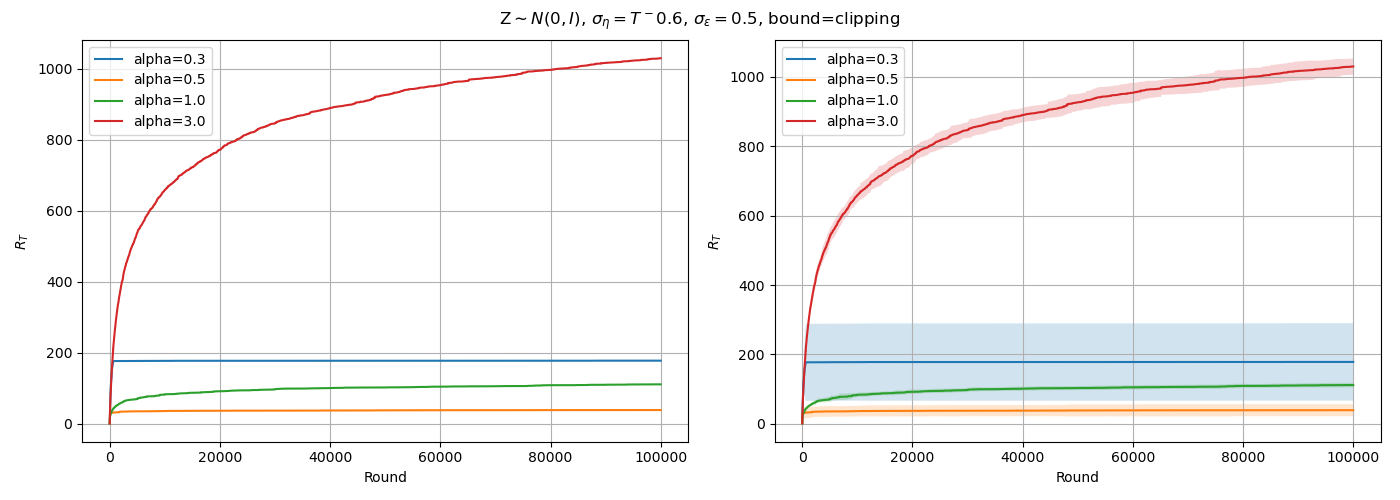 Z ∼ N(0, I), σ_η = T⁻0.6, σ_ε = 0.5, bound=clipping
alpha=0.3
alpha=0.5
alpha=1.0
alpha=3.0
1000
800
600
400
200
0
R_T
0 20000 40000 60000 80000 100000
Round
alpha=0.3
alpha=0.5
alpha=1.0
alpha=3.0
1000
800
600
400
200
0
R_T
0 20000 40000 60000 80000 100000
Round